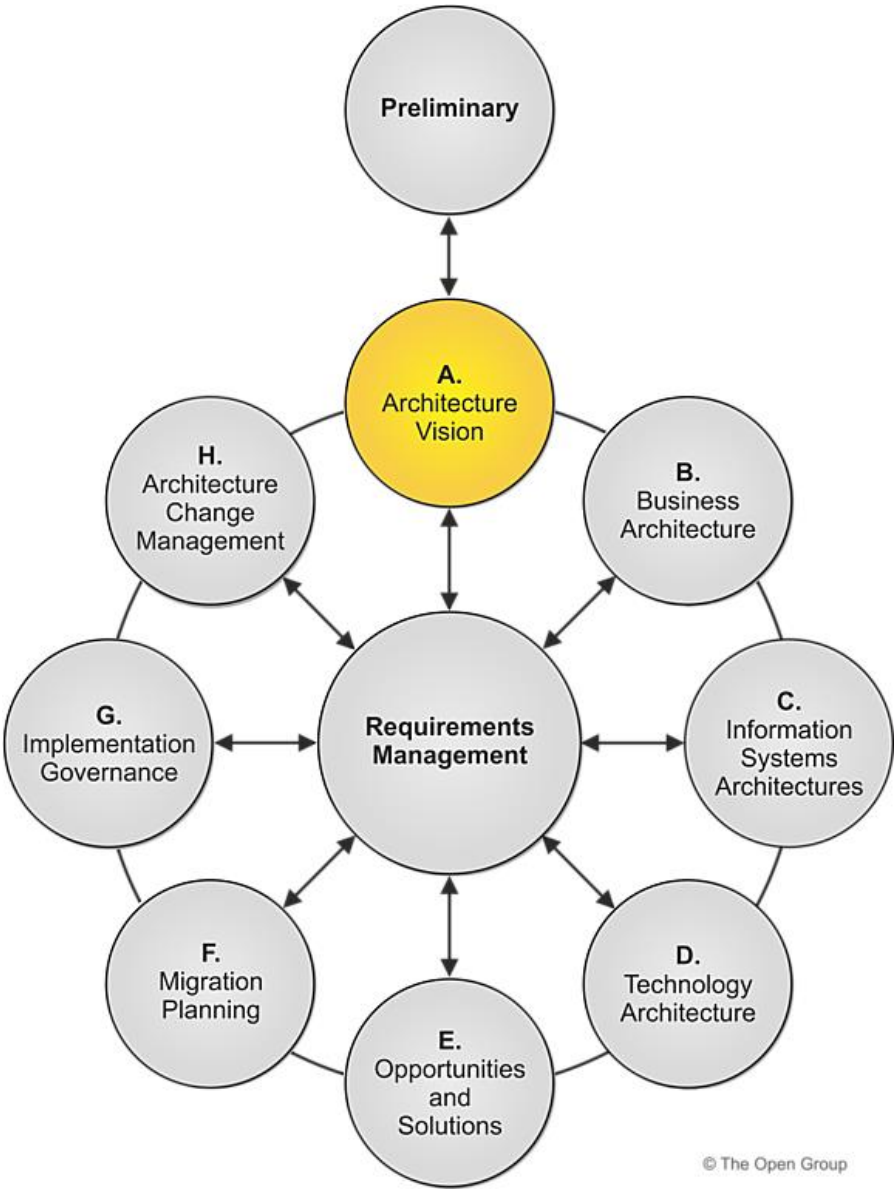 Preliminary
A.
Architecture
Vision
B.
Business
Architecture
C.
Information
Systems
Architectures
D.
Technology
Architecture
E.
Opportunities
and
Solutions
F.
Migration
Planning
G.
Implementation
Governance
H.
Architecture
Change
Management
Requirements
Management
© The Open Group